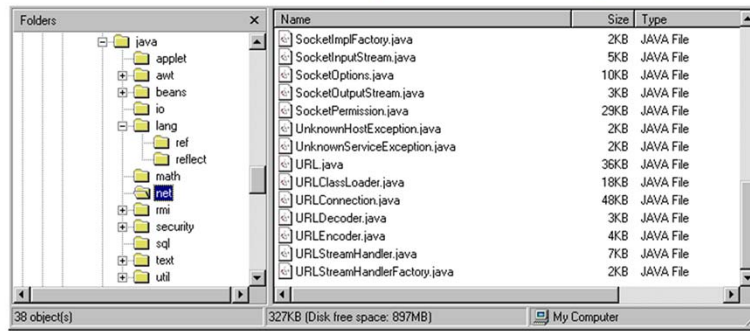 Folders
java
applet
awt
beans
io
lang
ref
reflect
math
net
rmi
security
sql
text
util
Name Size Type
SocketImplFactory.java 2KB JAVA File
SocketInputStream.java 5KB JAVA File
SocketOptions.java 10KB JAVA File
SocketOutputStream.java 3KB JAVA File
SocketPermission.java 29KB JAVA File
UnknownHostException.java 2KB JAVA File
UnknownServiceException.java 2KB JAVA File
URL.java 36KB JAVA File
URLClassLoader.java 18KB JAVA File
URLConnection.java 48KB JAVA File
URLDecoder.java 3KB JAVA File
URLEncoder.java 4KB JAVA File
URLStreamHandler.java 7KB JAVA File
URLStreamHandlerFactory.java 2KB JAVA File
38 object(s) 327KB (Disk free space: 897MB) My Computer